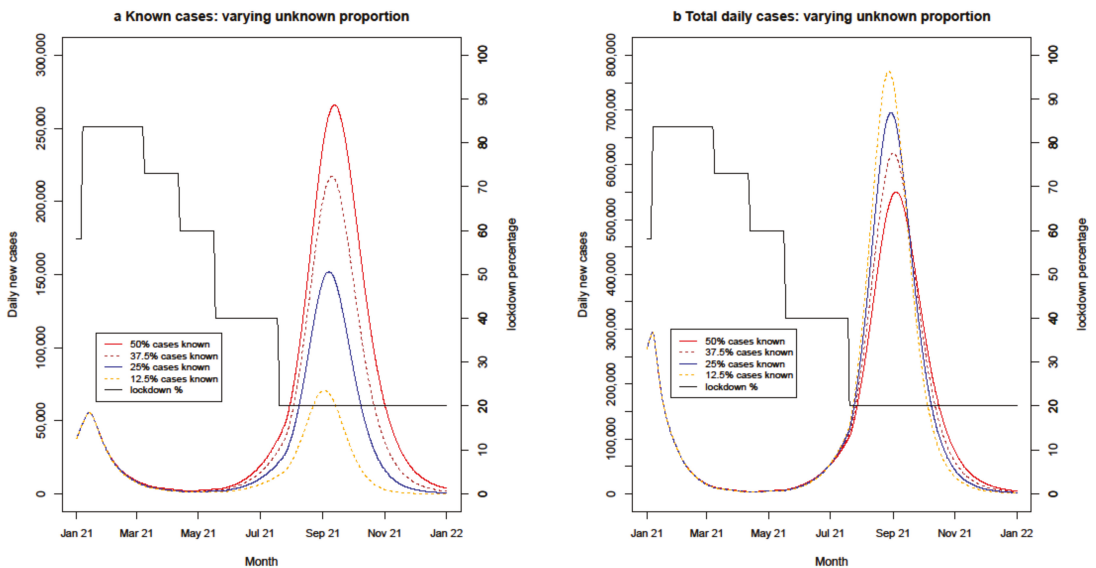 a Known cases: varying unknown proportion
300,000
250,000
200,000
150,000
100,000
50,000
0
Daily new cases
100
90
80
70
60
50
40
30
20
10
0
lockdown percentage
50% cases known
37.5% cases known
25% cases known
12.5% cases known
lockdown %
Jan 21
Mar 21
May 21
Jul 21
Sep 21
Nov 21
Jan 22
Month
b Total daily cases: varying unknown proportion
800,000
700,000
600,000
500,000
400,000
300,000
200,000
100,000
0
Daily new cases
100
90
80
70
60
50
40
30
20
10
0
lockdown percentage
50% cases known
37.5% cases known
25% cases known
12.5% cases known
lockdown %
Jan 21
Mar 21
May 21
Jul 21
Sep 21
Nov 21
Jan 22
Month